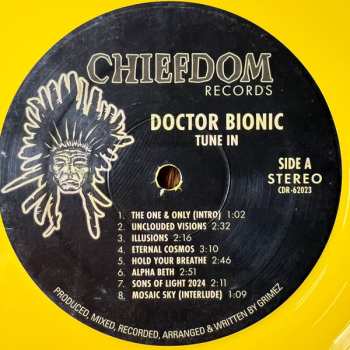 CHIEFDOM
RECORDS
DOCTOR BIONIC
TUNE IN
SIDE A
STEREO
CDR-62023
1. THE ONE & ONLY (INTRO) 1:02
2. UNCLOUDED VISIONS 2:32
3. ILLUSIONS 2:16
4. ETERNAL COSMOS 3:10
5. HOLD YOUR BREATHE 2:46
6. ALPHA BETH 2:51
7. SONS OF LIGHT 2024 2:11
8. MOSAIC SKY (INTERLUDE) 1:09
PRODUCED, MIXED, RECORDED, ARRANGED & WRITTEN BY GRIMEZ